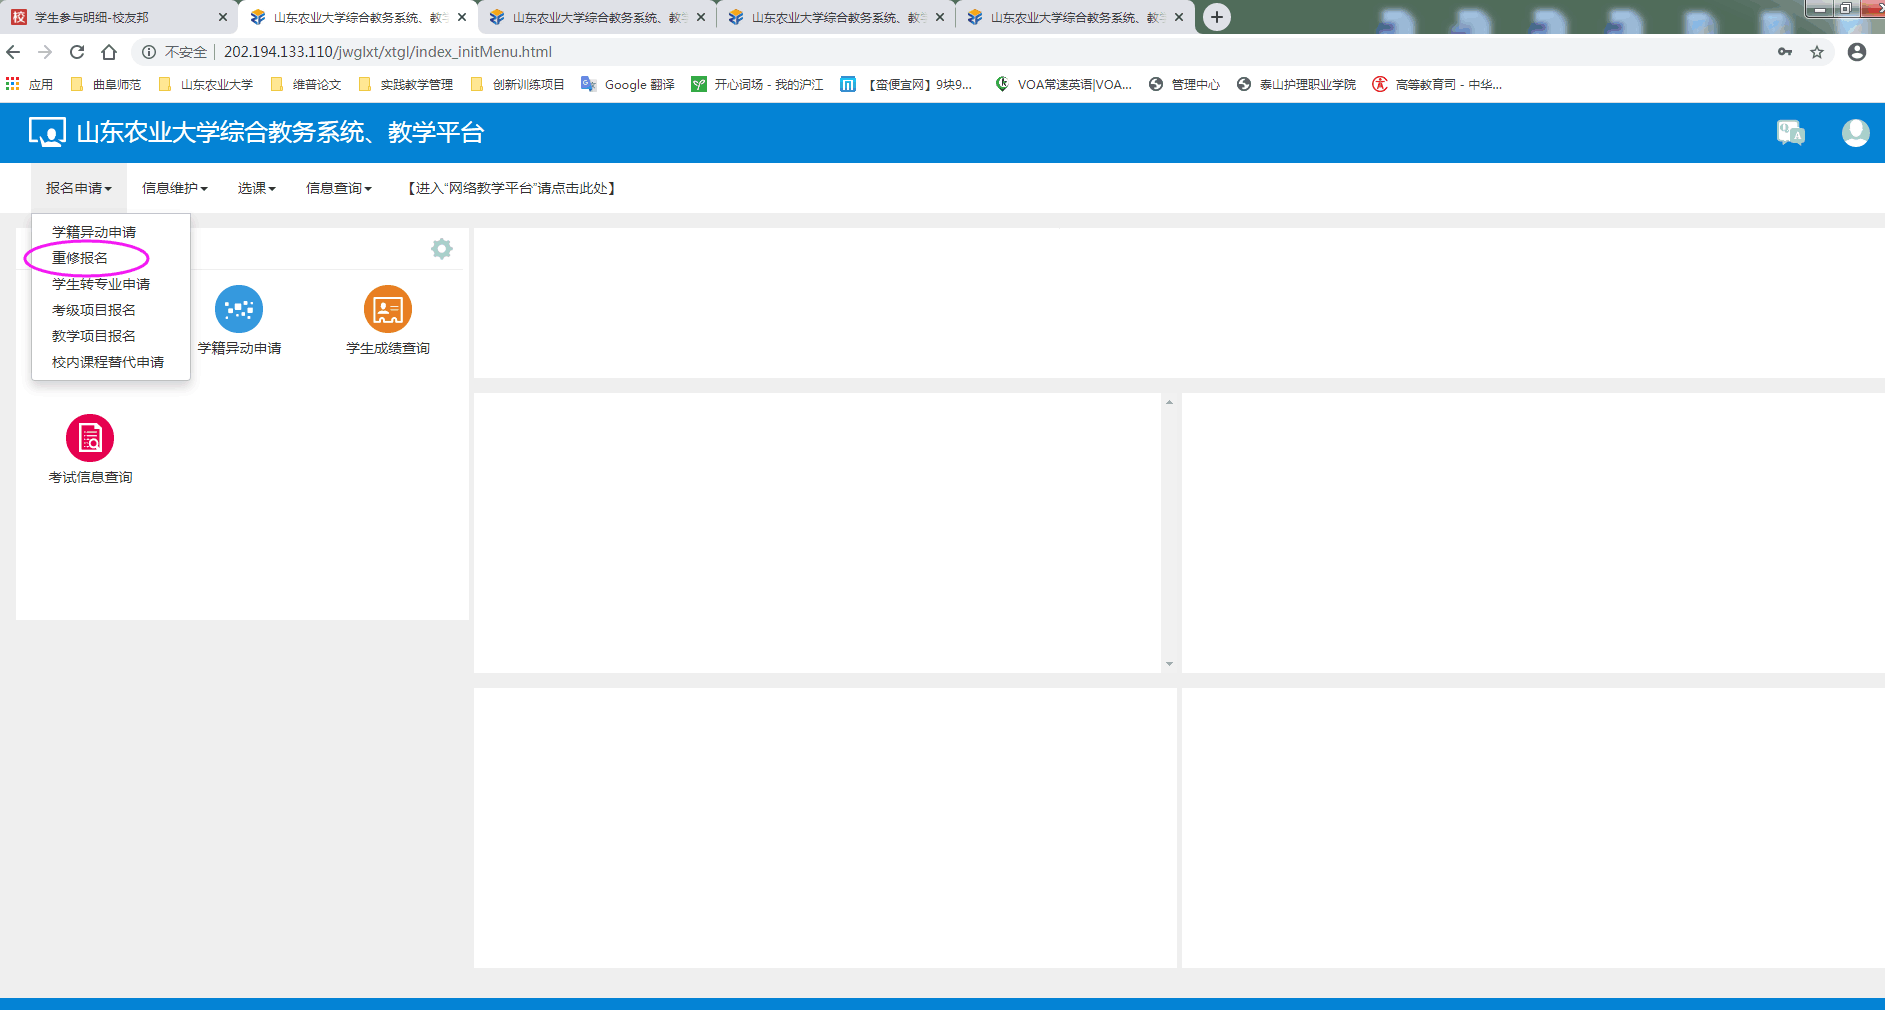 校 学生参与明细-校友邦
山东农业大学综合教务系统、教学
山东农业大学综合教务系统、教学
山东农业大学综合教务系统、教学
山东农业大学综合教务系统、教学
不安全 | 202.194.133.110/jwglxt/xtgl/index_initMenu.html
应用 曲阜师范 山东农业大学 维普论文 实践教学管理 创新训练项目 Google 翻译 开心词场 - 我的沪江 【蛮便宜网】9块9... VOA常速英语|VOA... 管理中心 泰山护理职业学院 高等教育司 - 中华...
山东农业大学综合教务系统、教学平台
报名申请 信息维护 选课 信息查询 【进入“网络教学平台”请点击此处】
学籍异动申请
重修报名
学生转专业申请
考级项目报名
教学项目报名
校内课程替代申请
学籍异动申请 学生成绩查询
考试信息查询